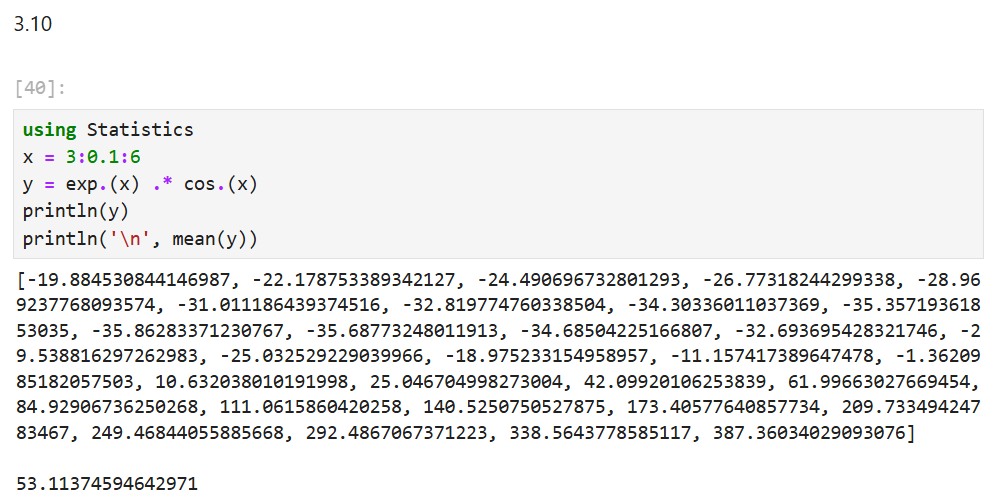 3.10
[40]:
using Statistics
x = 3:0.1:6
y = exp.(x) .* cos.(x)
println(y)
println('\n', mean(y))
[-19.884530844146987, -22.178753389342127, -24.490696732801293, -26.77318244299338, -28.96
9237768093574, -31.011186439374516, -32.819774760338504, -34.30336011037369, -35.357193618
53035, -35.86283371230767, -35.68773248011913, -34.68504225166807, -32.693695428321746, -2
9.538816297262983, -25.032529229039966, -18.975233154958957, -11.157417389647478, -1.36209
85182057503, 10.632038010191998, 25.046704998273004, 42.09920106253839, 61.99663027669454,
84.92906736250268, 111.0615860420258, 140.5250750527875, 173.40577640857734, 209.733494247
83467, 249.46844055885668, 292.4867067371223, 338.5643778585117, 387.36034029093076]
53.11374594642971